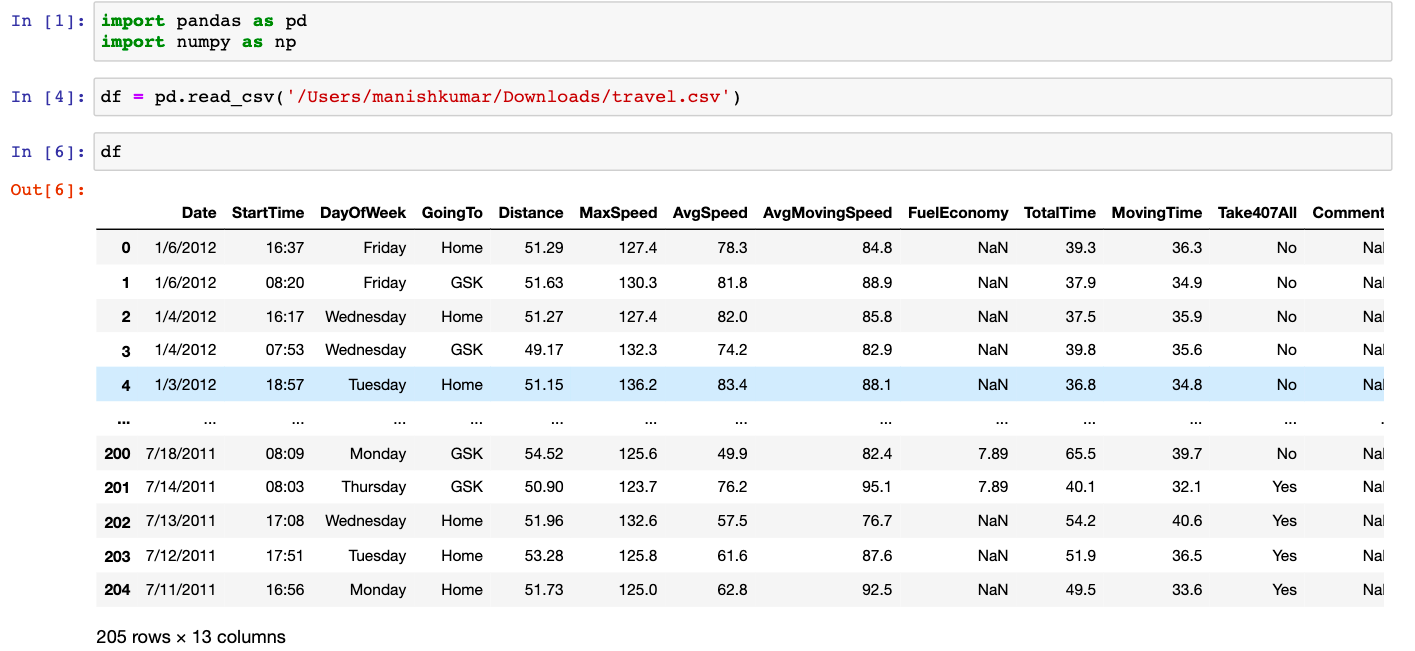 In [1]: import pandas as pd
import numpy as np
In [4]: df = pd.read_csv('/Users/manishkumar/Downloads/travel.csv')
In [6]: df
Out[6]:
Date StartTime DayOfWeek GoingTo Distance MaxSpeed AvgSpeed AvgMovingSpeed FuelEconomy TotalTime MovingTime Take407All Comment
0 1/6/2012 16:37 Friday Home 51.29 127.4 78.3 84.8 NaN 39.3 36.3 No Na
1 1/6/2012 08:20 Friday GSK 51.63 130.3 81.8 88.9 NaN 37.9 34.9 No Na
2 1/4/2012 16:17 Wednesday Home 51.27 127.4 82.0 85.8 NaN 37.5 35.9 No Na
3 1/4/2012 07:53 Wednesday GSK 49.17 132.3 74.2 82.9 NaN 39.8 35.6 No Na
4 1/3/2012 18:57 Tuesday Home 51.15 136.2 83.4 88.1 NaN 36.8 34.8 No Na
... ... ... ... ... ... ... ... ... ... ... ... ... .
200 7/18/2011 08:09 Monday GSK 54.52 125.6 49.9 82.4 7.89 65.5 39.7 No Na
201 7/14/2011 08:03 Thursday GSK 50.90 123.7 76.2 95.1 7.89 40.1 32.1 Yes Na
202 7/13/2011 17:08 Wednesday Home 51.96 132.6 57.5 76.7 NaN 54.2 40.6 Yes Na
203 7/12/2011 17:51 Tuesday Home 53.28 125.8 61.6 87.6 NaN 51.9 36.5 Yes Na
204 7/11/2011 16:56 Monday Home 51.73 125.0 62.8 92.5 NaN 49.5 33.6 Yes Na
205 rows × 13 columns